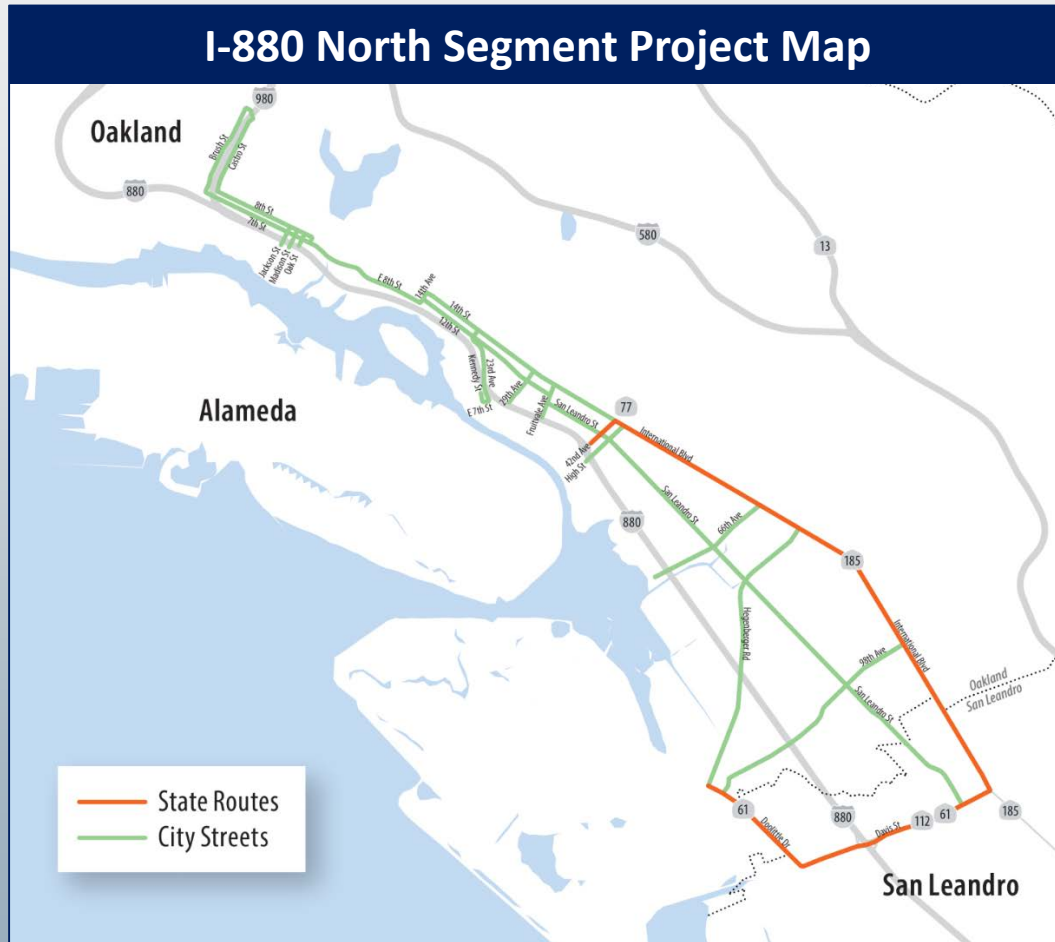 I-880 North Segment Project Map
980
Oakland
Brush St
Castro St
880
8th St
7th St
Jackson St
Madison St
Oak St
580
13
E 8th St
14th Ave
14th St
12th St
Kennedy St
23rd Ave
29th Ave
E 7th St
Fruitvale Ave
San Leandro St
Alameda
77
42nd Ave
High St
International Blvd
San Leandro St
66th Ave
880
185
Hegenberger Rd
International Blvd
98th Ave
San Leandro St
Oakland
San Leandro
State Routes
City Streets
61
Doolittle Dr
880
Davis St
112
61
185
San Leandro